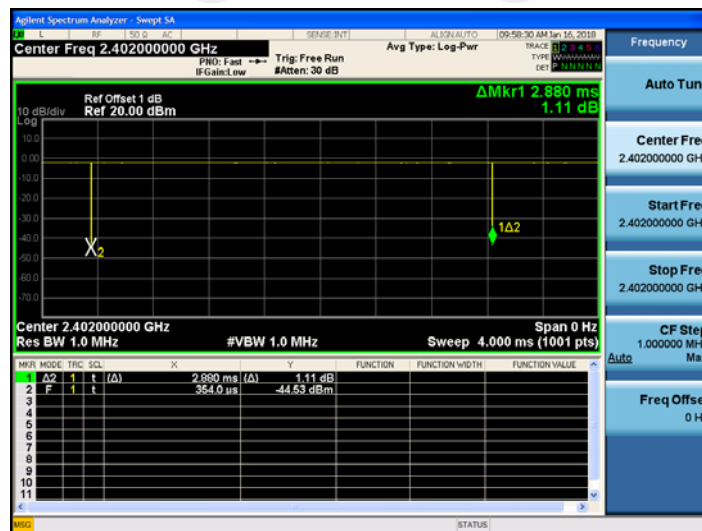 Agilent Spectrum Analyzer - Swept SA
L RF 50 Ω AC SENSE:INT ALIGN AUTO 09:58:30 AM Jan 16, 2018
Center Freq 2.402000000 GHz
PNO: Fast
IFGain:Low
Trig: Free Run
#Atten: 30 dB
Avg Type: Log-Pwr
TRACE 1 2 3 4 5 6
TYPE
DET P N N N N N
Frequency
Ref Offset 1 dB
10 dB/div Ref 20.00 dBm
Log
ΔMkr1 2.880 ms
1.11 dB
10.0
0.00
-10.0
-20.0
-30.0
-40.0
-50.0
-60.0
-70.0
2
1Δ2
Center 2.402000000 GHz Span 0 Hz
Res BW 1.0 MHz #VBW 1.0 MHz Sweep 4.000 ms (1001 pts)
MKR MODE TRC SCL X Y FUNCTION FUNCTION WIDTH FUNCTION VALUE
1 Δ2 1 t (Δ) 2.880 ms (Δ) 1.11 dB
2 F 1 t 354.0 µs -44.53 dBm
3
4
5
6
7
8
9
10
11
MSG STATUS
Auto Tun
Center Fre
2.402000000 GH
Start Fre
2.402000000 GH
Stop Fre
2.402000000 GH
CF Step
1.000000 MH
Auto Ma
Freq Offse
0 H